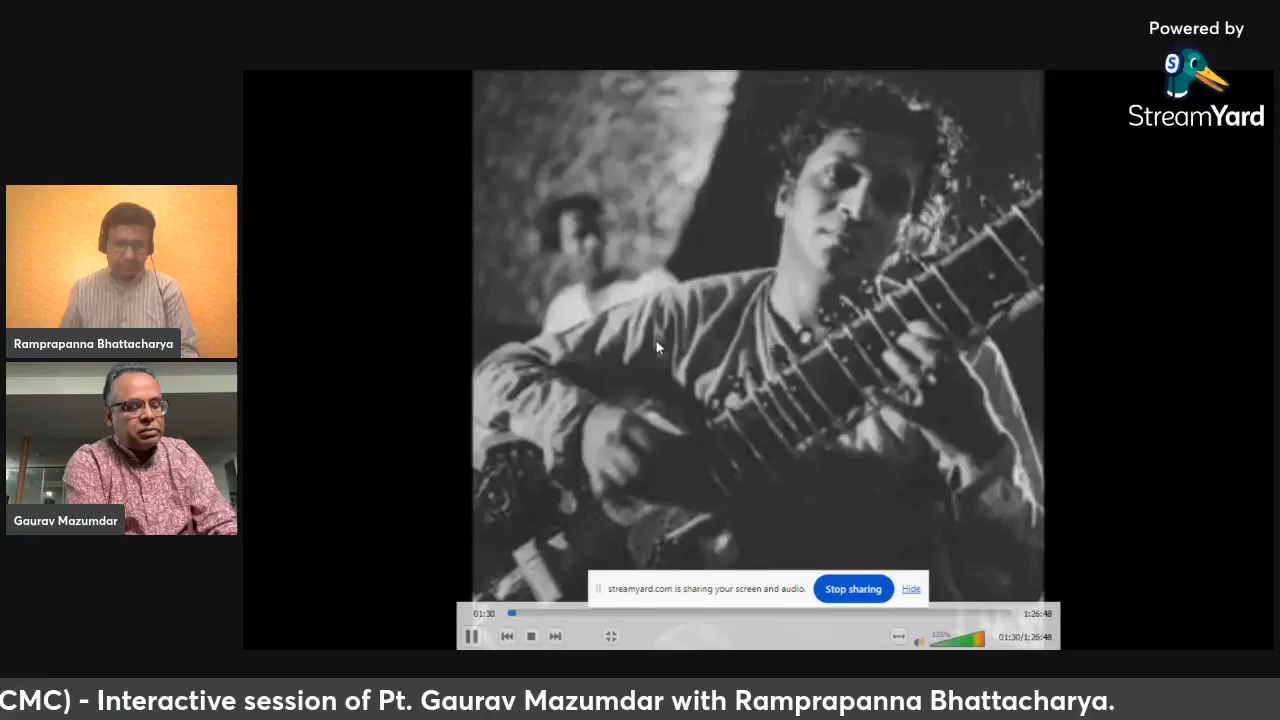 Powered by
StreamYard
Ramprapanna Bhattacharya
Gaurav Mazumdar
streamyard.com is sharing your screen and audio.
Stop sharing
Hide
01:30
1:26:48
125%
01:30/1:26:48
CMC) - Interactive session of Pt. Gaurav Mazumdar with Ramprapanna Bhattacharya.